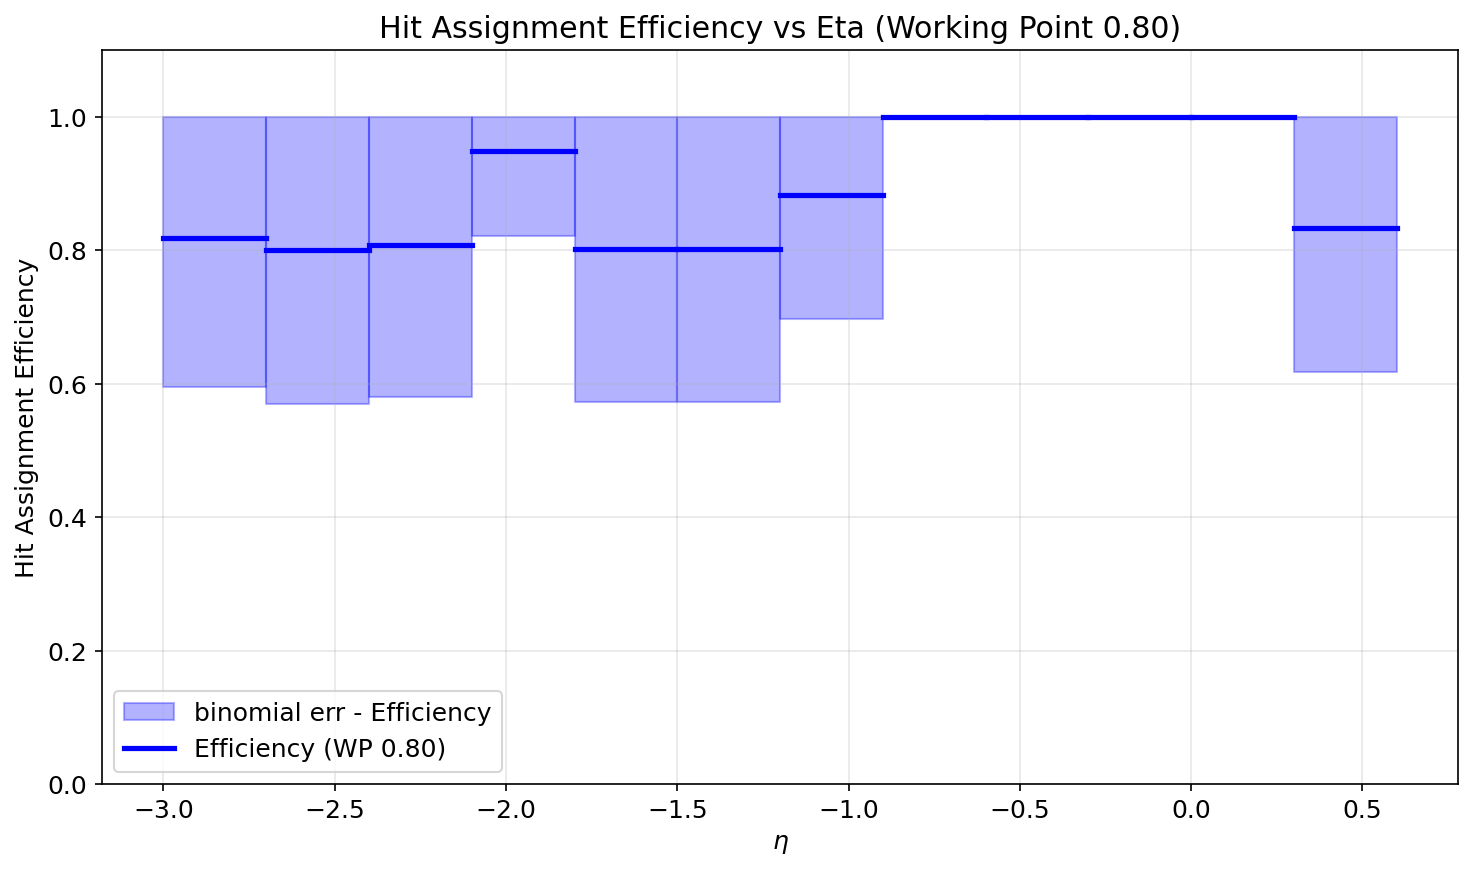 Hit Assignment Efficiency vs Eta (Working Point 0.80)
Hit Assignment Efficiency
1.0
0.8
0.6
0.4
0.2
0.0
binomial err - Efficiency
Efficiency (WP 0.80)
−3.0 −2.5 −2.0 −1.5 −1.0 −0.5 0.0 0.5
η